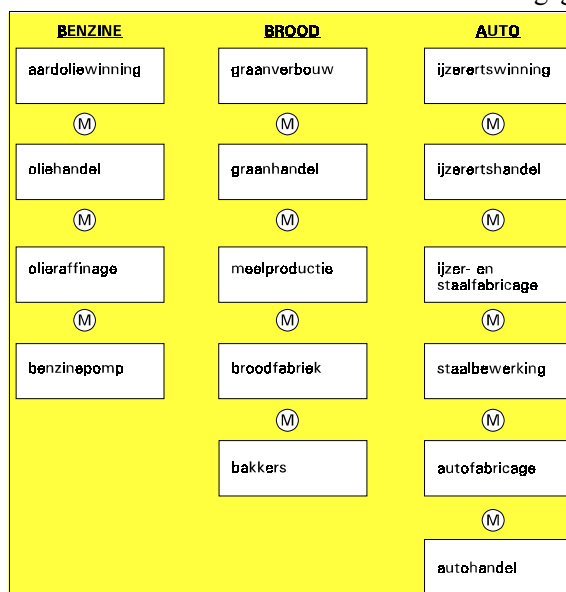 BENZINE
aardoliewinning
M
oliehandel
M
olieraffinage
M
benzinepomp
BROOD
graanverbouw
M
graanhandel
M
meelproductie
M
broodfabriek
M
bakkers
AUTO
ijzerertswinning
M
ijzerertshandel
M
ijzer- en
staalfabricage
M
staalbewerking
M
autofabricage
M
autohandel